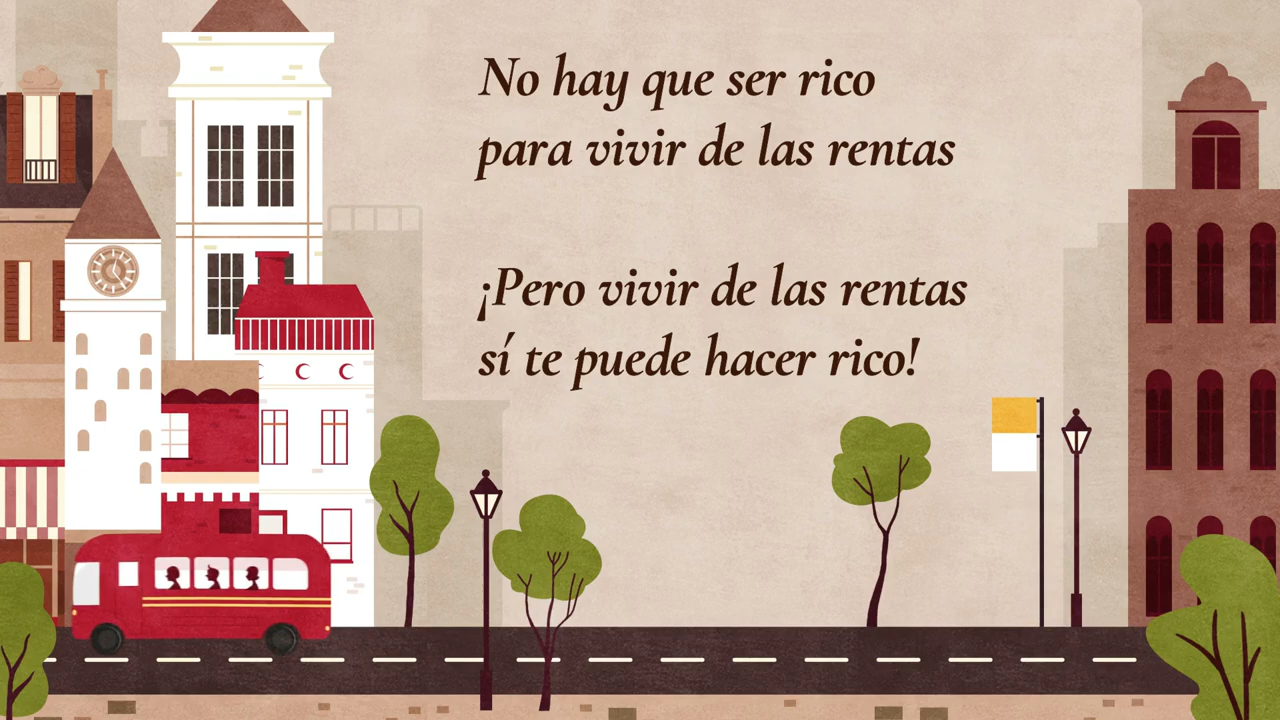 No hay que ser rico
para vivir de las rentas
¡Pero vivir de las rentas
sí te puede hacer rico!